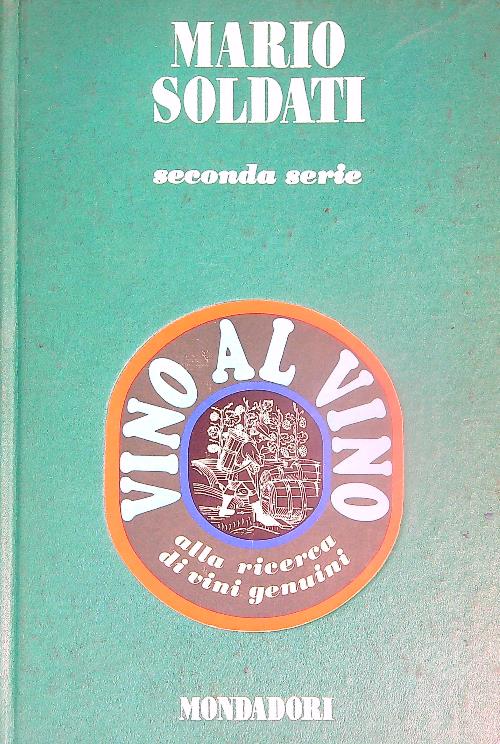 MARIO
SOLDATI
seconda serie
VINO AL VINO
alla ricerca
di vini genuini
MONDADORI